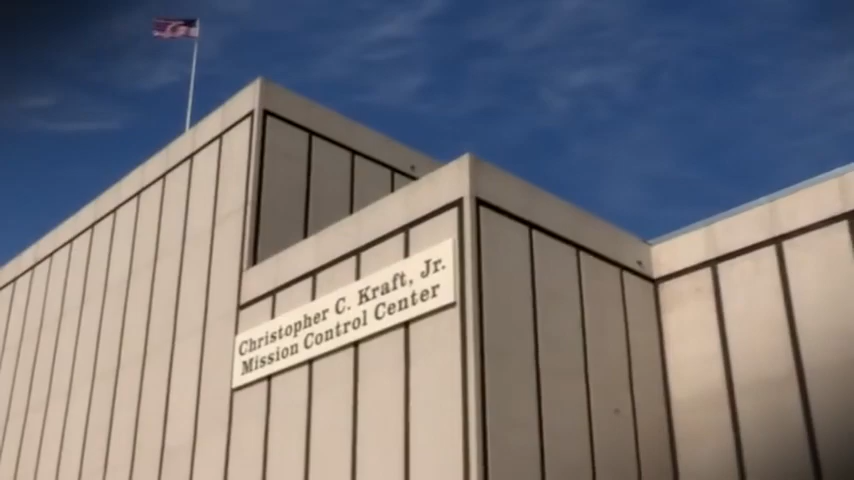 Christopher C. Kraft, Jr.
Mission Control Center